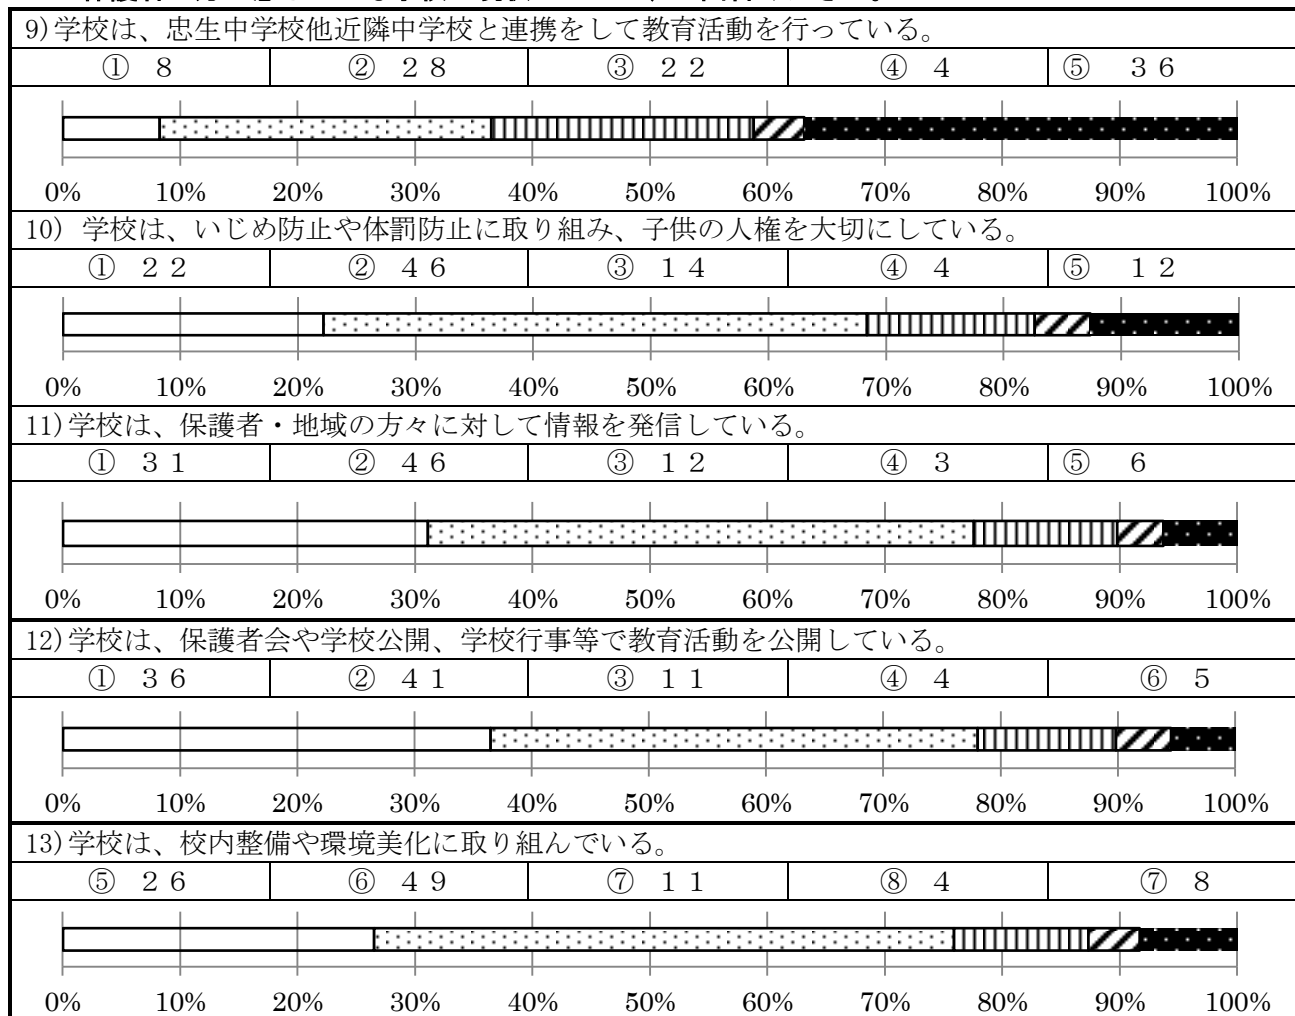 9)学校は、忠生中学校他近隣中学校と連携をして教育活動を行っている。
① 8 ② 28 ③ 22 ④ 4 ⑤ 36
0% 10% 20% 30% 40% 50% 60% 70% 80% 90% 100%
10) 学校は、いじめ防止や体罰防止に取り組み、子供の人権を大切にしている。
① 22 ② 46 ③ 14 ④ 4 ⑤ 12
0% 10% 20% 30% 40% 50% 60% 70% 80% 90% 100%
11)学校は、保護者・地域の方々に対して情報を発信している。
① 31 ② 46 ③ 12 ④ 3 ⑤ 6
0% 10% 20% 30% 40% 50% 60% 70% 80% 90% 100%
12)学校は、保護者会や学校公開、学校行事等で教育活動を公開している。
① 36 ② 41 ③ 11 ④ 4 ⑥ 5
0% 10% 20% 30% 40% 50% 60% 70% 80% 90% 100%
13)学校は、校内整備や環境美化に取り組んでいる。
⑤ 26 ⑥ 49 ⑦ 11 ⑧ 4 ⑦ 8
0% 10% 20% 30% 40% 50% 60% 70% 80% 90% 100%